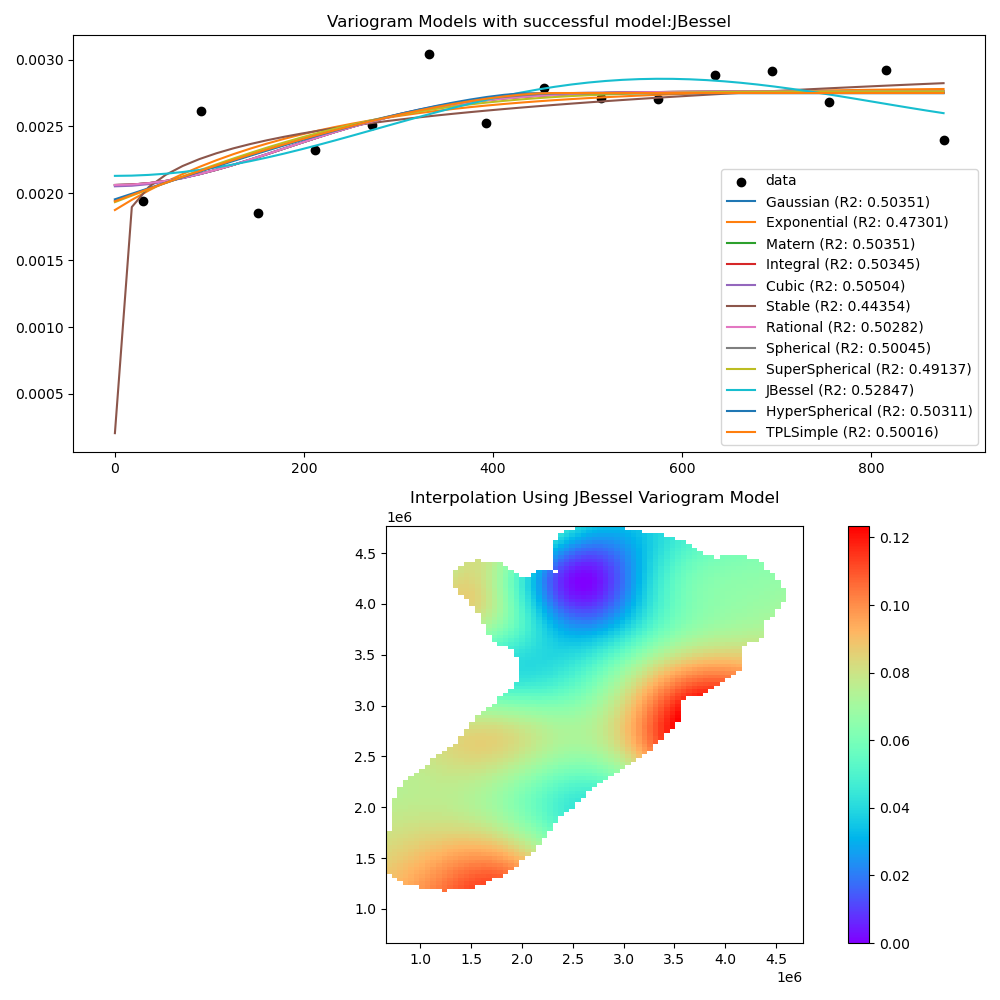 Variogram Models with successful model:JBessel
0.0030
0.0025
0.0020
0.0015
0.0010
0.0005
0 200 400 600 800
data
Gaussian (R2: 0.50351)
Exponential (R2: 0.47301)
Matern (R2: 0.50351)
Integral (R2: 0.50345)
Cubic (R2: 0.50504)
Stable (R2: 0.44354)
Rational (R2: 0.50282)
Spherical (R2: 0.50045)
SuperSpherical (R2: 0.49137)
JBessel (R2: 0.52847)
HyperSpherical (R2: 0.50311)
TPLSimple (R2: 0.50016)
Interpolation Using JBessel Variogram Model
1e6
4.5
4.0
3.5
3.0
2.5
2.0
1.5
1.0
1.0 1.5 2.0 2.5 3.0 3.5 4.0 4.5
1e6
0.12
0.10
0.08
0.06
0.04
0.02
0.00